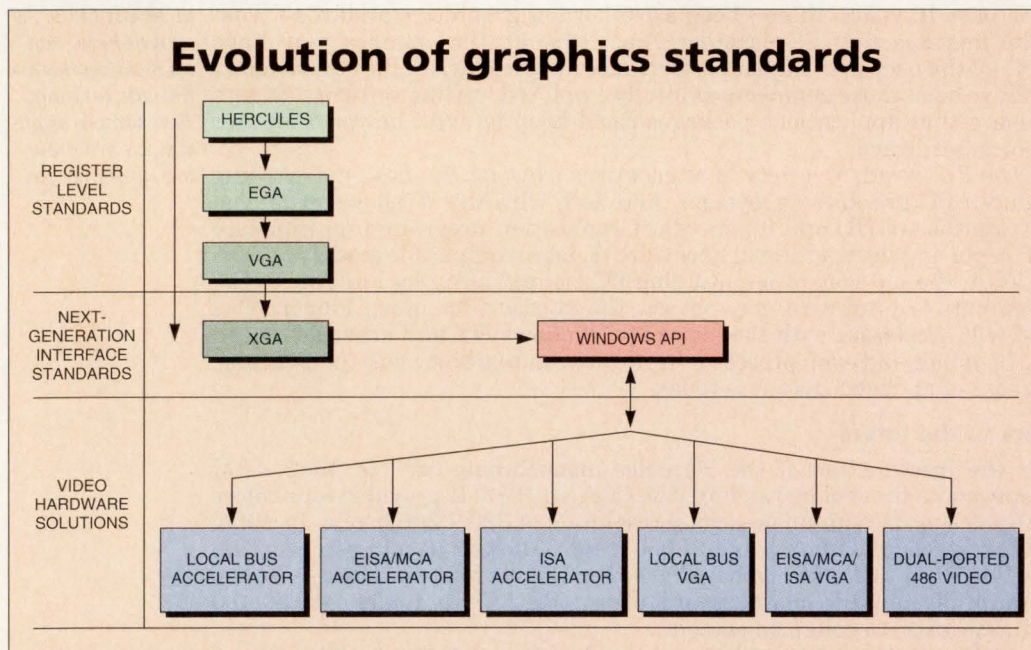 Evolution of graphics standards
REGISTER
LEVEL
STANDARDS
HERCULES
EGA
VGA
NEXT-
GENERATION
INTERFACE
STANDARDS
XGA
WINDOWS API
VIDEO
HARDWARE
SOLUTIONS
LOCAL BUS
ACCELERATOR
EISA/MCA
ACCELERATOR
ISA
ACCELERATOR
LOCAL BUS
VGA
EISA/MCA/
ISA VGA
DUAL-PORTED
486 VIDEO